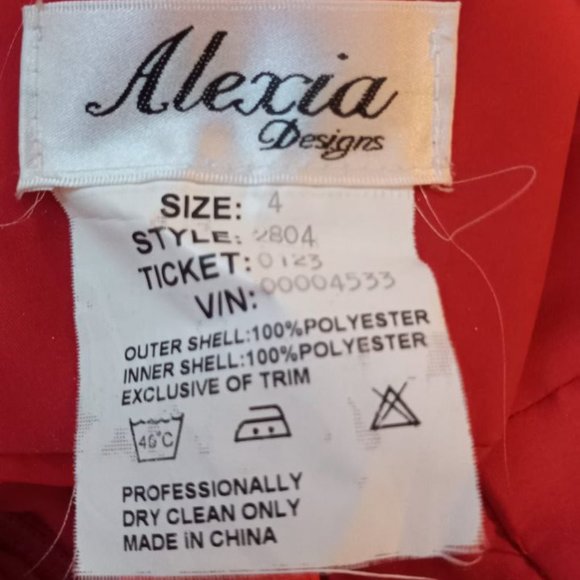 Alexia
Designs
SIZE: 4
STYLE: 2804
TICKET: 0123
V/N: 00004533
OUTER SHELL:100%POLYESTER
INNER SHELL:100%POLYESTER
EXCLUSIVE OF TRIM
40°C
PROFESSIONALLY
DRY CLEAN ONLY
MADE iN CHINA